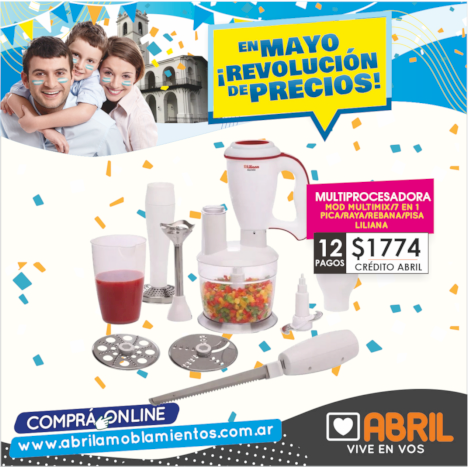 EN MAYO
¡REVOLUCIÓN
DE PRECIOS!
MULTIPROCESADORA
MOD MULTIMIX/7 EN 1
PICA/RAYA/REBANA/PISA
LILIANA
12
PAGOS
$1774
CRÉDITO ABRIL
COMPRÁ ONLINE
www.abrilamoblamientos.com.ar
ABRIL
VIVE EN VOS